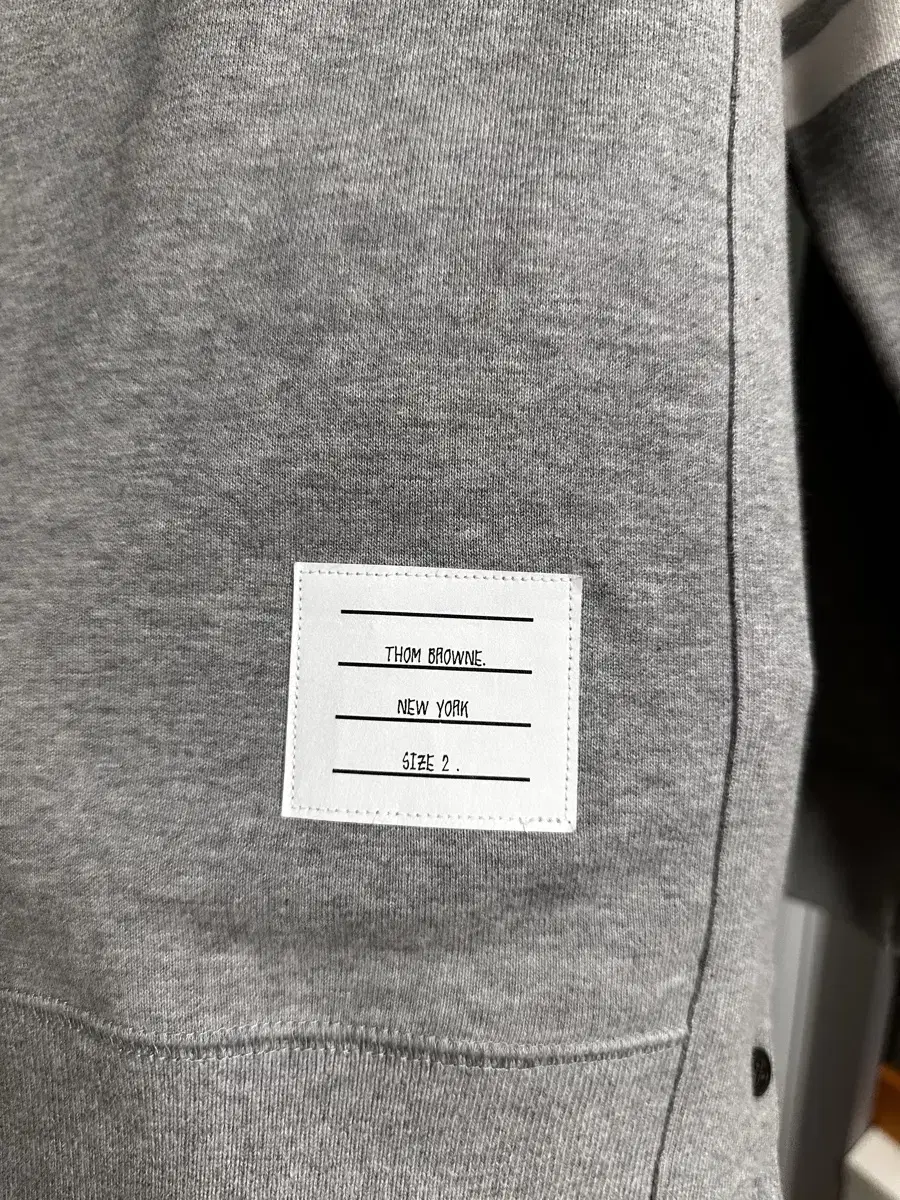 THOM BROWNE.
NEW YORK
SIZE 2 .